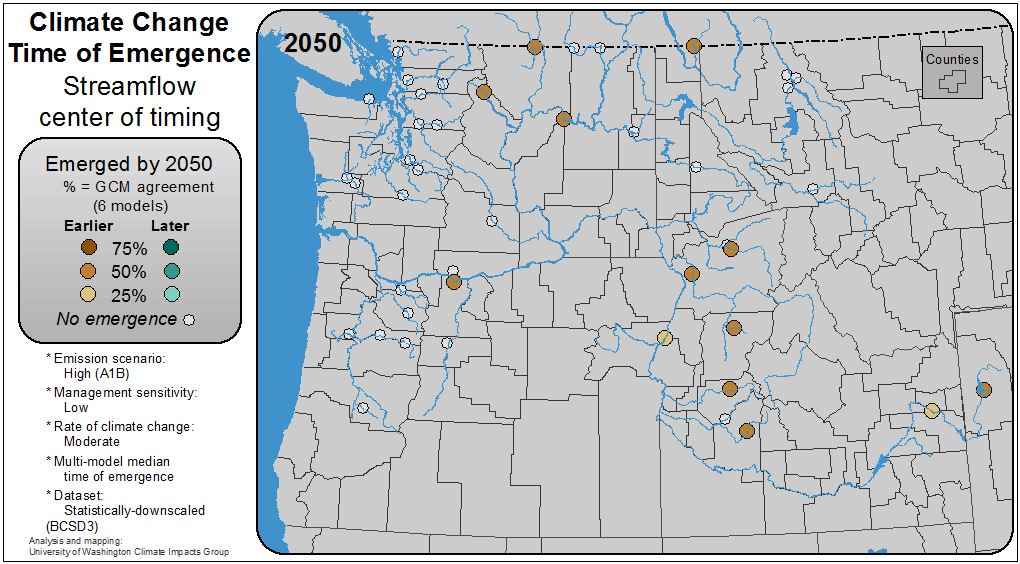 Climate Change
Time of Emergence
Streamflow
center of timing
Emerged by 2050
% = GCM agreement
(6 models)
Earlier Later
75%
50%
25%
No emergence
* Emission scenario:
High (A1B)
* Management sensitivity:
Low
* Rate of climate change:
Moderate
* Multi-model median
time of emergence
* Dataset:
Statistically-downscaled
(BCSD3)
Analysis and mapping:
University of Washington Climate Impacts Group
2050
Counties